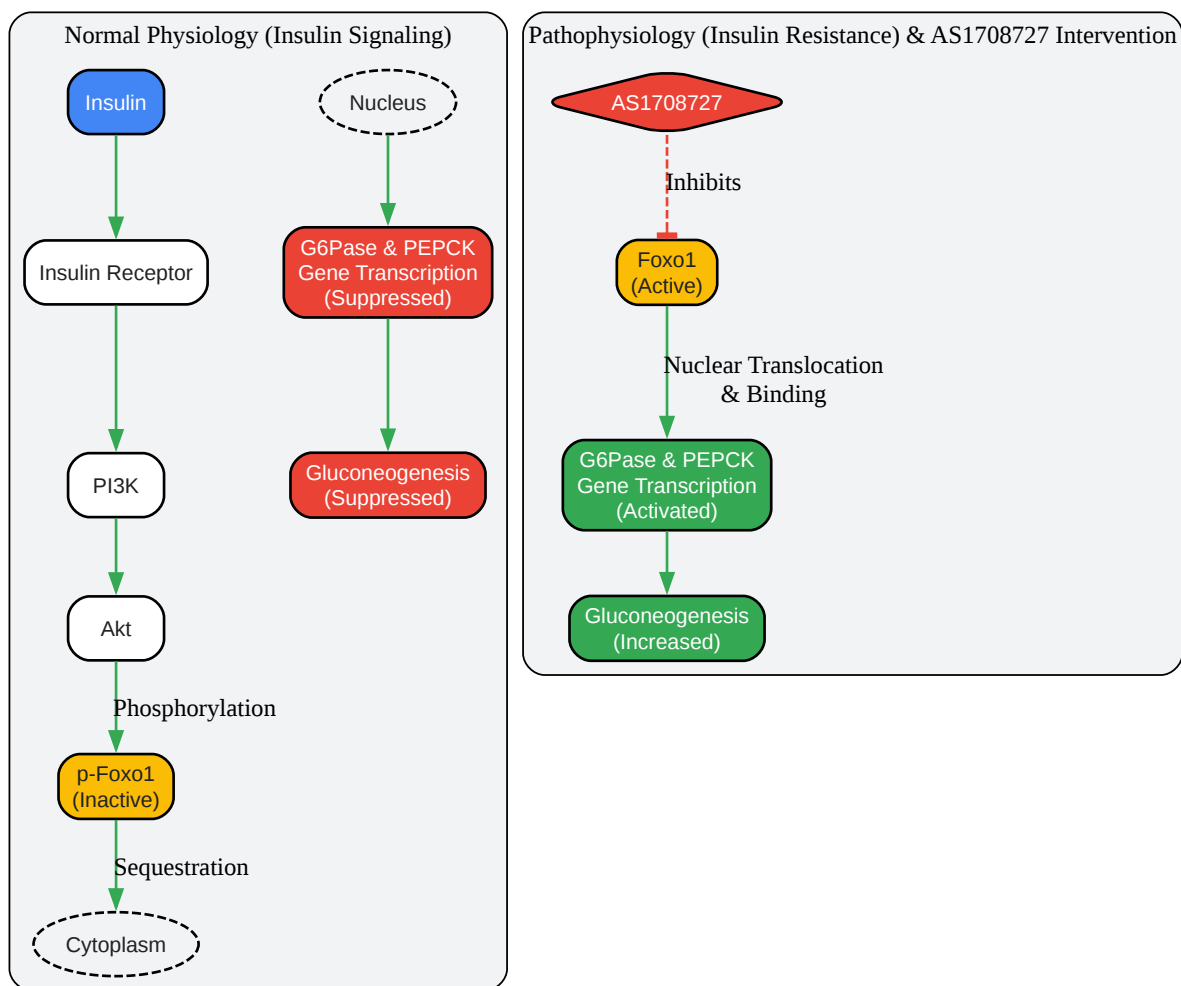 Normal Physiology (Insulin Signaling)
Insulin
Nucleus
Insulin Receptor
G6Pase & PEPCK
Gene Transcription
(Suppressed)
PI3K
Gluconeogenesis
(Suppressed)
Akt
Phosphorylation
p-Foxo1
(Inactive)
Sequestration
Cytoplasm
Pathophysiology (Insulin Resistance) & AS1708727 Intervention
AS1708727
Inhibits
Foxo1
(Active)
Nuclear Translocation
& Binding
G6Pase & PEPCK
Gene Transcription
(Activated)
Gluconeogenesis
(Increased)